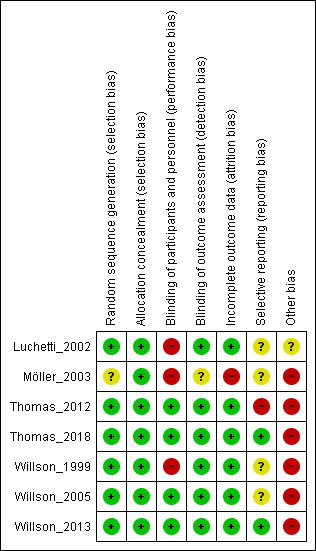 Random sequence generation (selection bias)
Allocation concealment (selection bias)
Blinding of participants and personnel (performance bias)
Blinding of outcome assessment (detection bias)
Incomplete outcome data (attrition bias)
Selective reporting (reporting bias)
Other bias
Luchetti_2002 + + - + + ? ?
Möller_2003 ? + - ? - ? -
Thomas_2012 + + + + + - -
Thomas_2018 + + + + + + -
Willson_1999 + + - + + ? -
Willson_2005 + + + + + ? -
Willson_2013 + + + + + + -